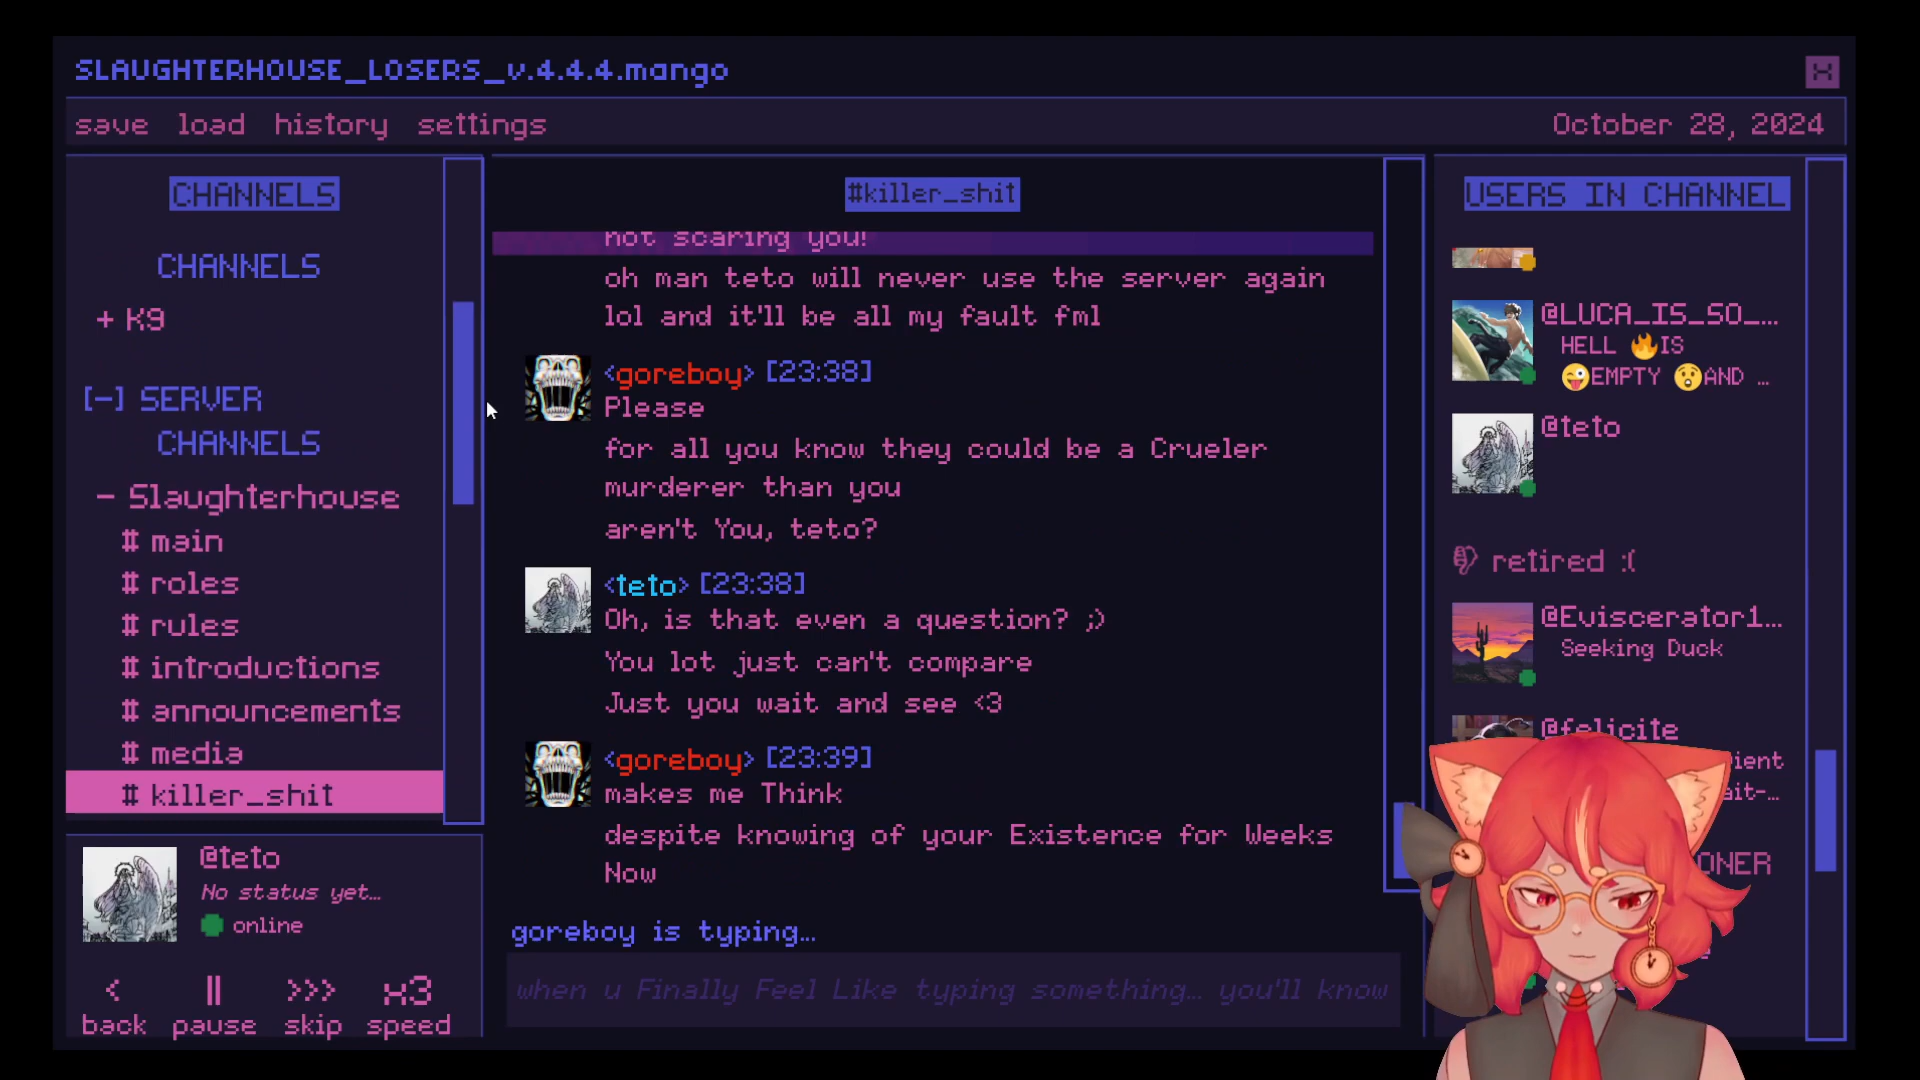 SLAUGHTERHOUSE_LOSERS_v.4.4.4.mango
save load history settings
October 28, 2024
CHANNELS
CHANNELS
+ K9
[-] SERVER
CHANNELS
- Slaughterhouse
# main
# roles
# rules
# introductions
# announcements
# media
# killer_shit
@teto
No status yet...
online
< || >>> x3
back pause skip speed
#killer_shit
not scaring you!
oh man teto will never use the server again
lol and it'll be all my fault fml
<goreboy> [23:38]
Please
for all you know they could be a Crueler
murderer than you
aren't You, teto?
<teto> [23:38]
Oh, is that even a question? ;)
You lot just can't compare
Just you wait and see <3
<goreboy> [23:39]
makes me Think
despite knowing of your Existence for Weeks
Now
goreboy is typing...
when u Finally Feel Like typing something... you'll know
USERS IN CHANNEL
@LUCA_IS_SO_...
HELL 🔥IS
😜EMPTY 😲AND ...
@teto
retired :(
@Eviscerator1...
Seeking Duck
@felicite